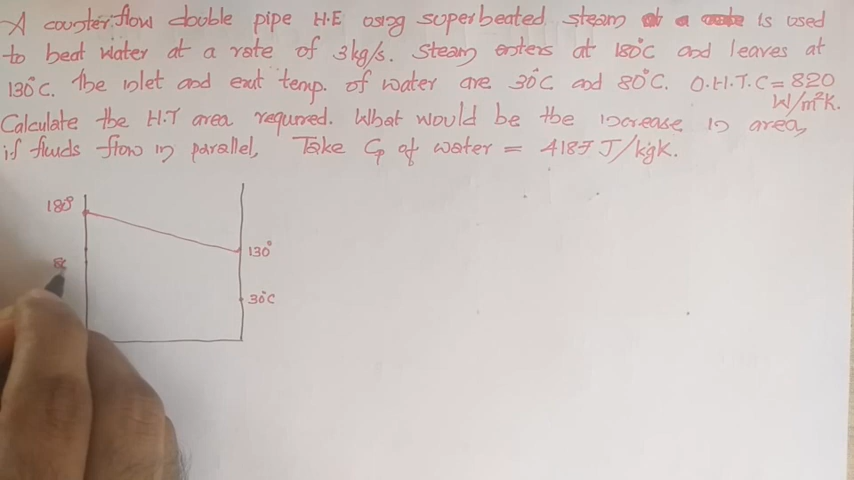 A counterflow double pipe H.E using superheated steam is used
to heat water at a rate of 3kg/s. Steam enters at 180°C and leaves at
130°C. The inlet and exit temp. of water are 30°C and 80°C. O.H.T.C = 820
W/m²K.
Calculate the H.T area required. What would be the increase in area,
if fluids flow in parallel, Take Cp of water = 4187 J/kgK.
180°
130°
8
30°C